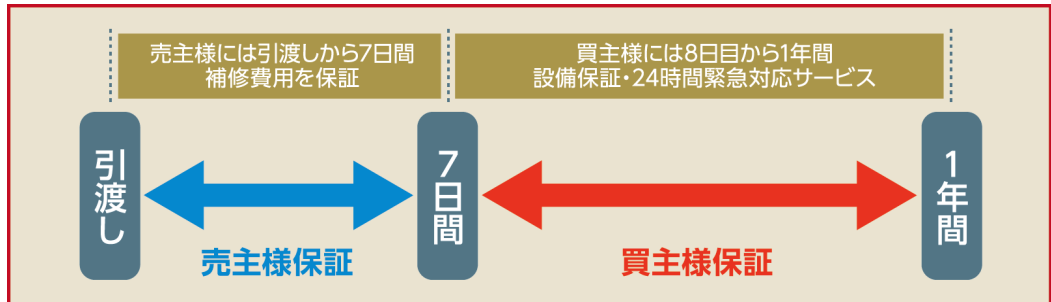 売主様には引渡しから7日間
補修費用を保証
買主様には8日目から1年間
設備保証・24時間緊急対応サービス
引渡し
7日間
1年間
売主様保証
買主様保証